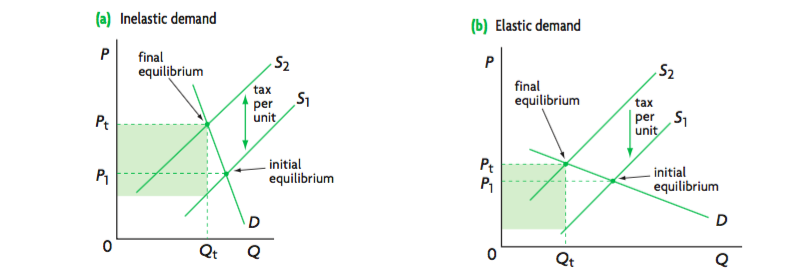 (a) Inelastic demand
P
final
equilibrium
S2
tax
per
unit
S1
Pt
P1
initial
equilibrium
D
0
Qt
Q
(b) Elastic demand
P
final
equilibrium
S2
tax
per
unit
S1
Pt
P1
initial
equilibrium
D
0
Qt
Q